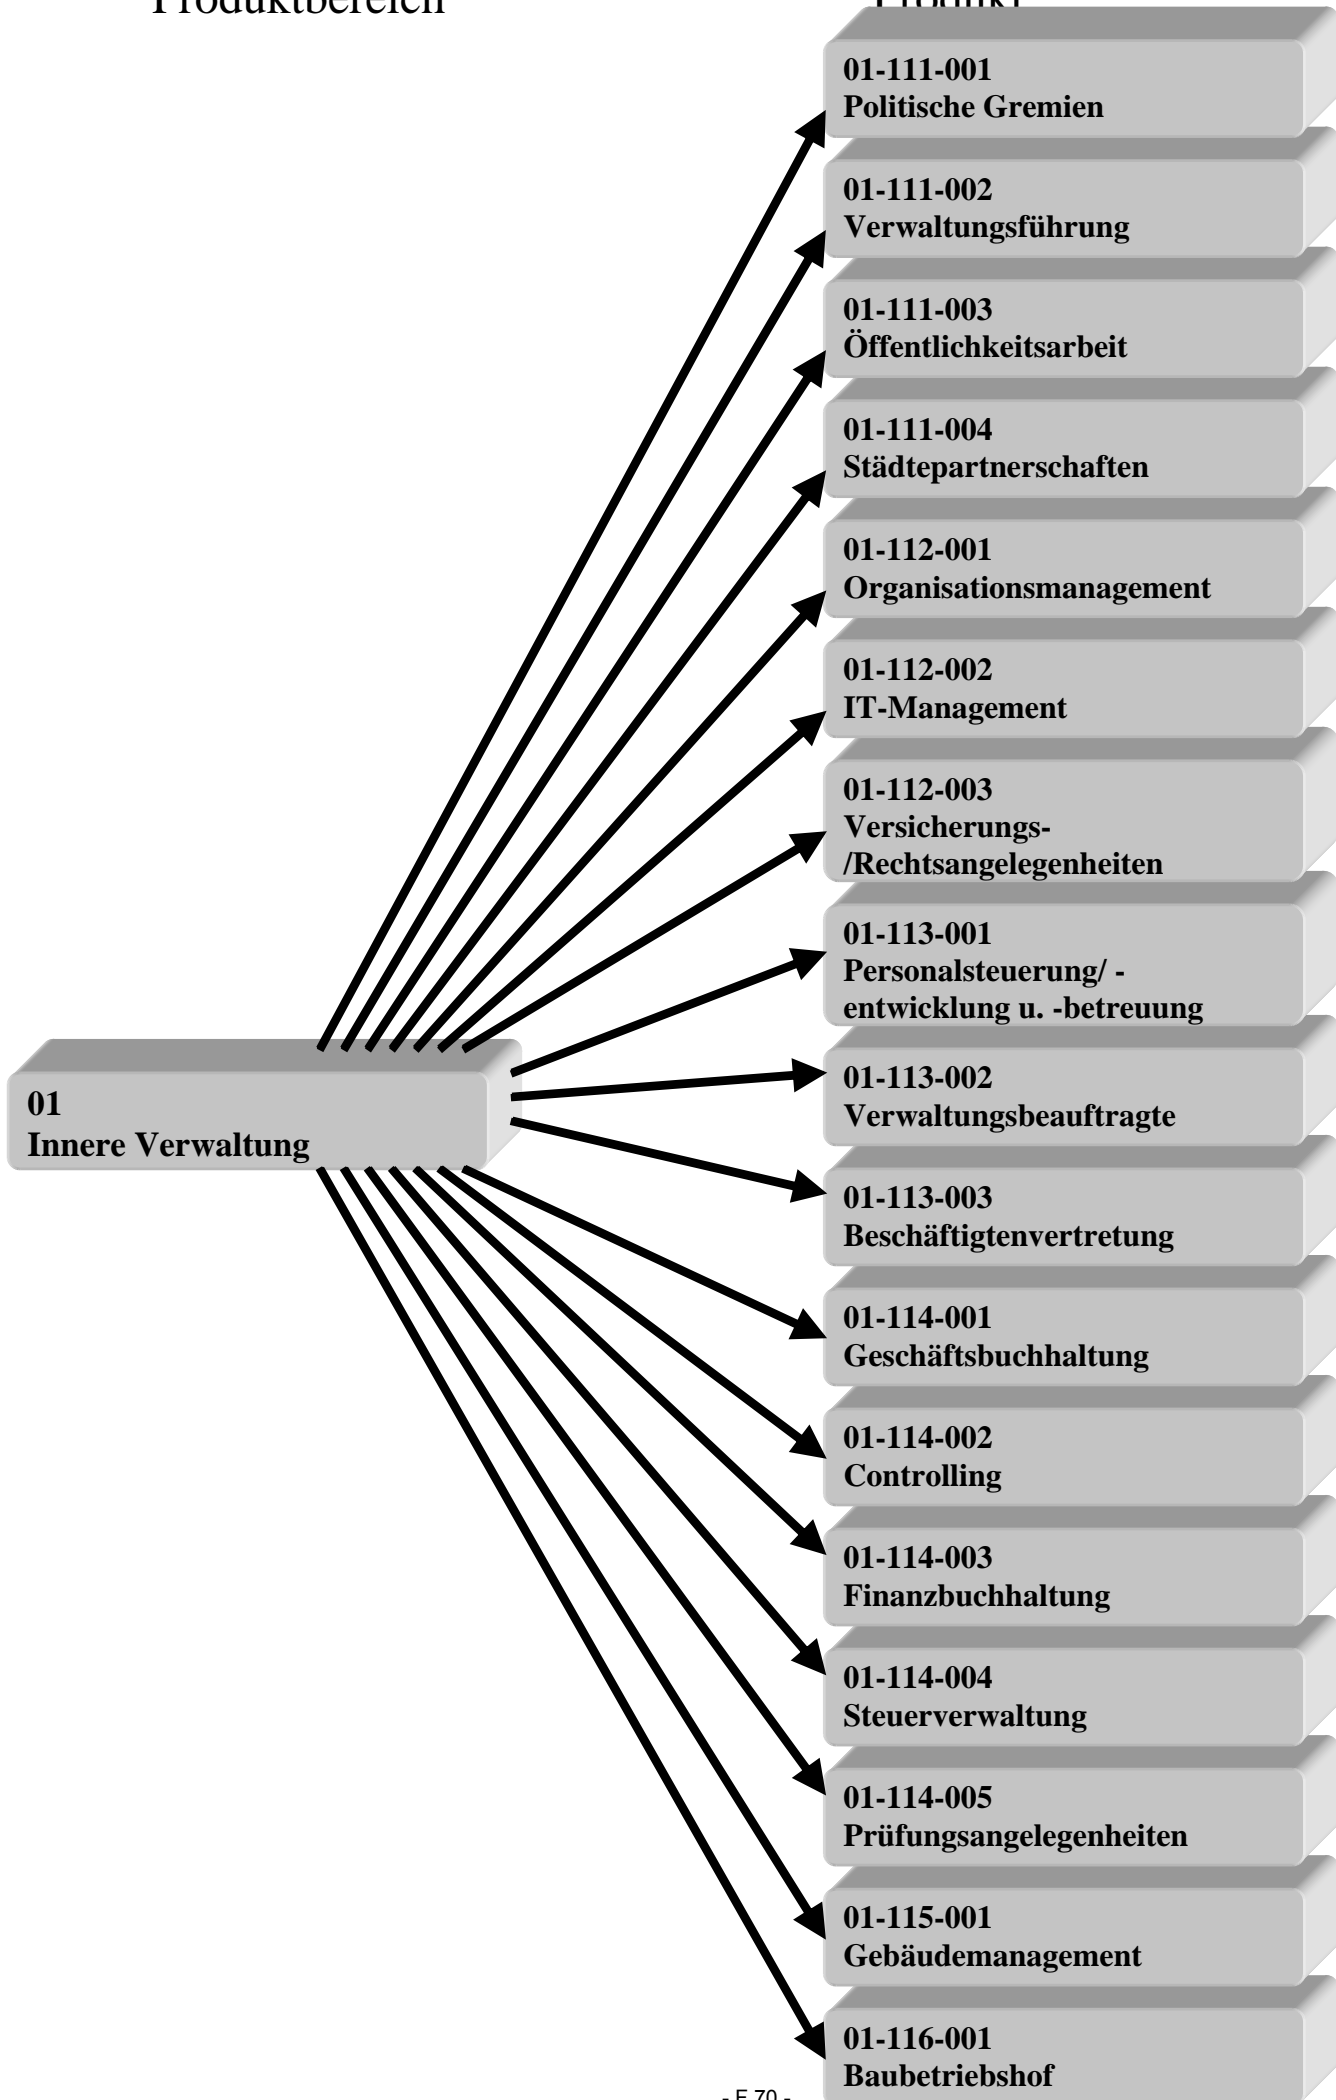 Produktbereich
Produkt
01-111-001
Politische Gremien
01-111-002
Verwaltungsführung
01-111-003
Öffentlichkeitsarbeit
01-111-004
Städtepartnerschaften
01-112-001
Organisationsmanagement
01-112-002
IT-Management
01-112-003
Versicherungs-
/Rechtsangelegenheiten
01-113-001
Personalsteuerung/ -
entwicklung u. -betreuung
01
Innere Verwaltung
01-113-002
Verwaltungsbeauftragte
01-113-003
Beschäftigtenvertretung
01-114-001
Geschäftsbuchhaltung
01-114-002
Controlling
01-114-003
Finanzbuchhaltung
01-114-004
Steuerverwaltung
01-114-005
Prüfungsangelegenheiten
01-115-001
Gebäudemanagement
01-116-001
Baubetriebshof
- F 70 -